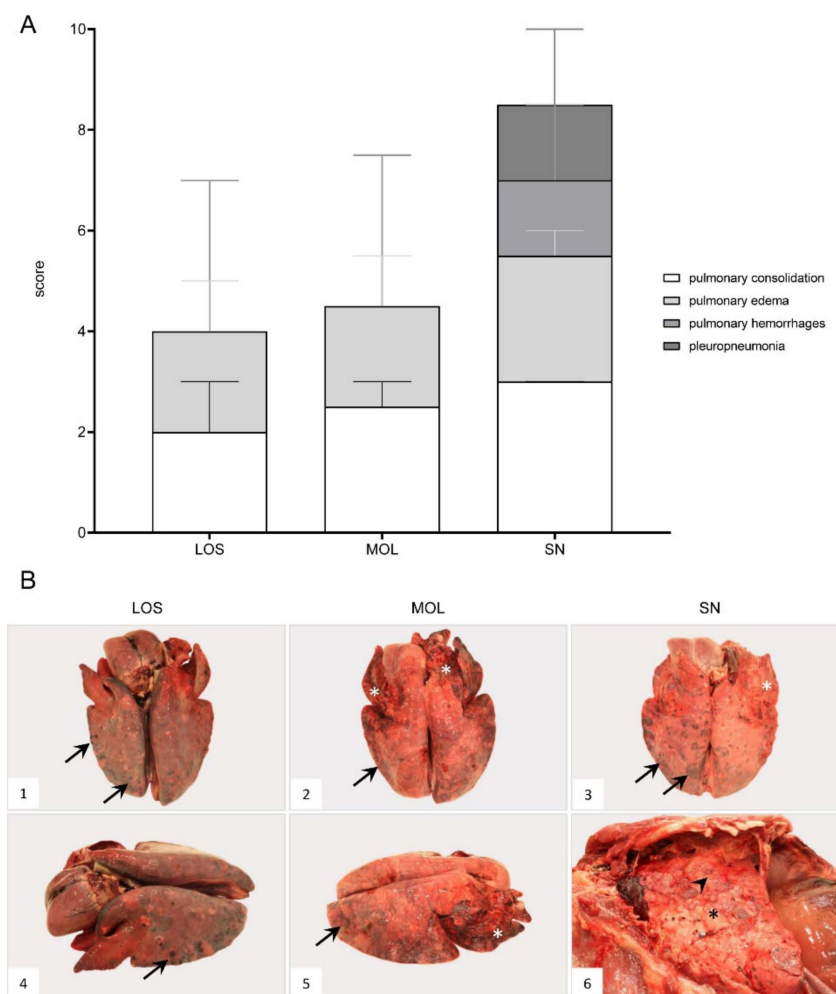 A
10
8
6
4
2
0
score
LOS MOL SN
pulmonary consolidation
pulmonary edema
pulmonary hemorrhages
pleuropneumonia
B
LOS MOL SN
* * *
1 2 3
* *
4 5 6